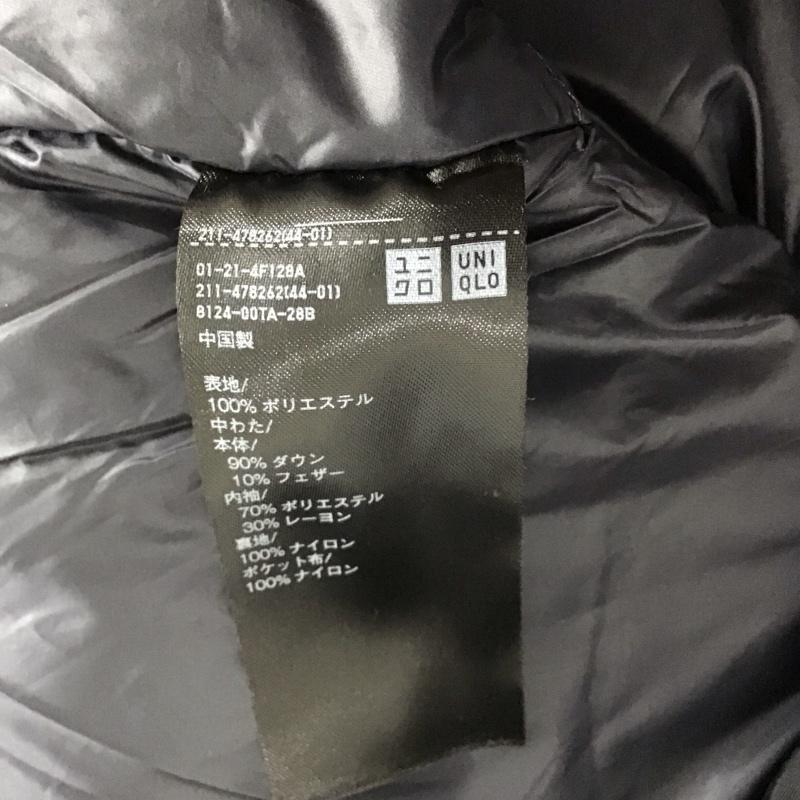 211-478262(44-01)
01-21-4F128A
211-478262(44-01)
8124-00TA-28B
中国製
ユニ
クロ
UNI
QLO
表地/
100% ポリエステル
中わた/
本体/
90% ダウン
10% フェザー
内袖/
70% ポリエステル
30% レーヨン
裏地/
100% ナイロン
ポケット布/
100% ナイロン